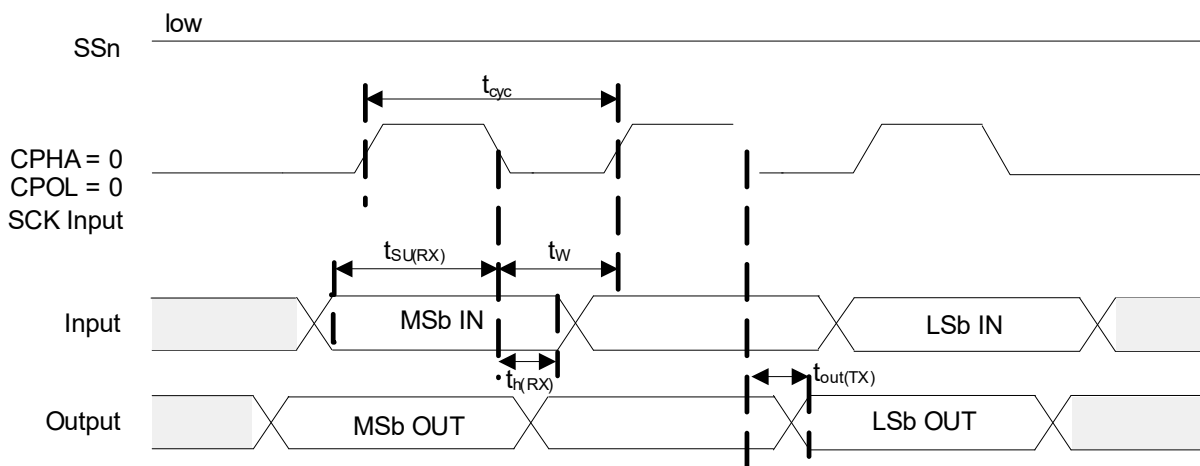 low
SSn
tcyc
CPHA = 0
CPOL = 0
SCK Input
tSU(RX)
tW
Input
MSb IN
LSb IN
th(RX)
tout(TX)
Output
MSb OUT
LSb OUT